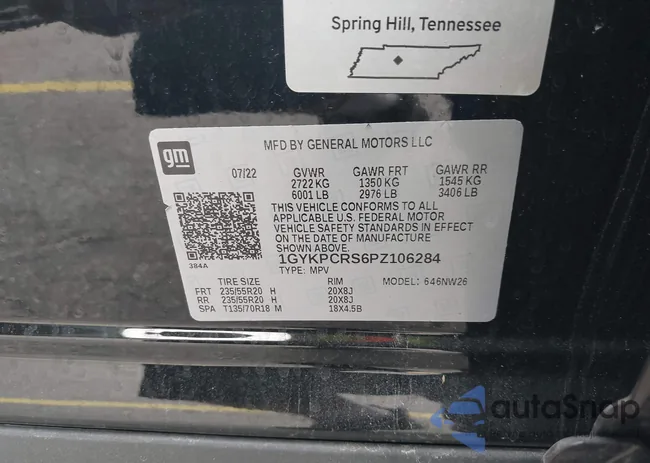 Spring Hill, Tennessee
gm
MFD BY GENERAL MOTORS LLC
07/22 GVWR GAWR FRT GAWR RR
2722 KG 1350 KG 1545 KG
6001 LB 2976 LB 3406 LB
THIS VEHICLE CONFORMS TO ALL
APPLICABLE U.S. FEDERAL MOTOR
VEHICLE SAFETY STANDARDS IN EFFECT
ON THE DATE OF MANUFACTURE
SHOWN ABOVE.
384A
1GYKPCRS6PZ106284
TYPE: MPV MODEL: 646NW26
TIRE SIZE RIM
FRT 235/55R20 H 20X8J
RR 235/55R20 H 20X8J
SPA T135/70R18 M 18X4.5B
autoSnap